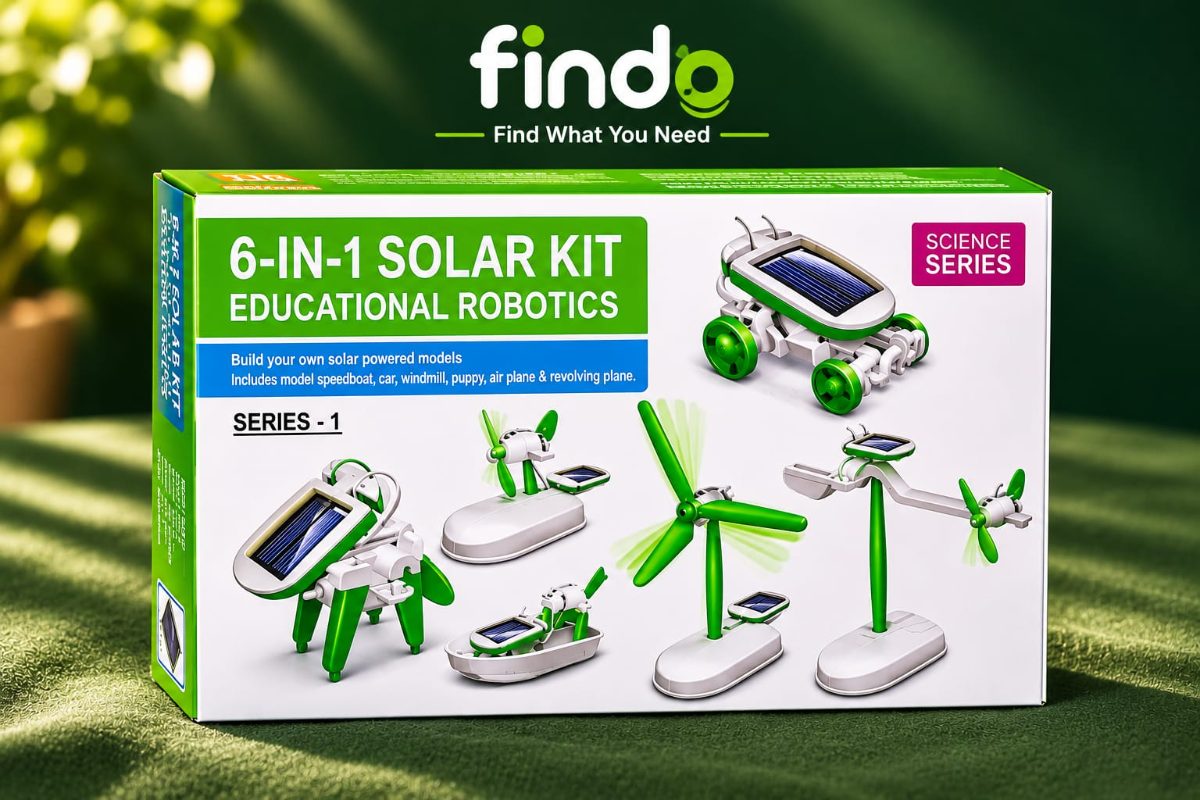 findo
Find What You Need
6-IN-1 SOLAR KIT
EDUCATIONAL ROBOTICS
SCIENCE
SERIES
Build your own solar powered models
Includes model speedboat, car, windmill, puppy, air plane & revolving plane.
SERIES - 1